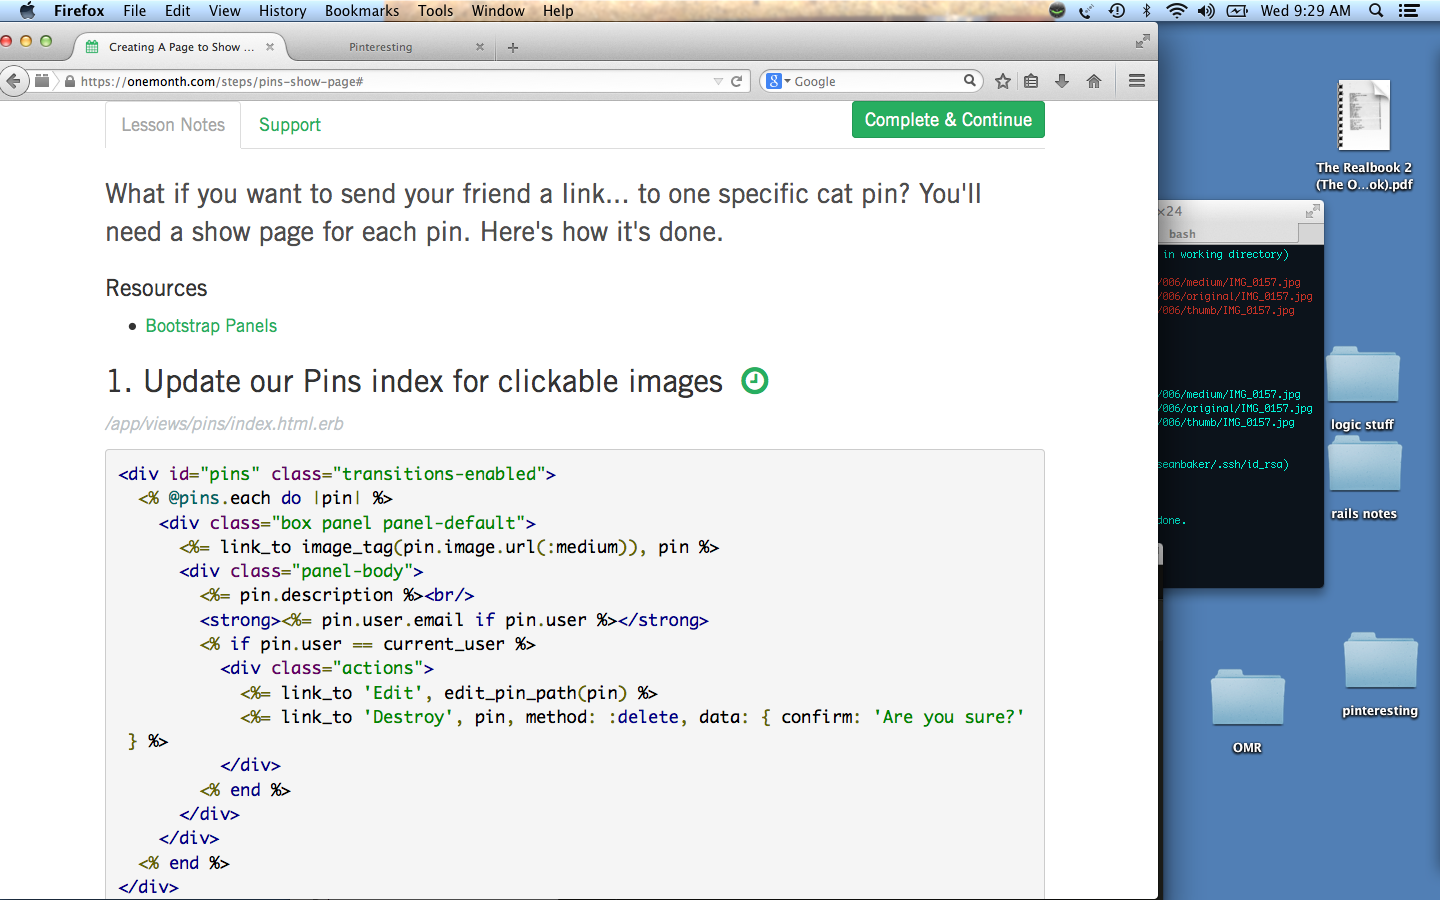 Firefox File Edit View History Bookmarks Tools Window Help Wed 9:29 AM
Creating A Page to Show ... Pinteresting
https://onemonth.com/steps/pins-show-page# Google
Lesson Notes Support Complete & Continue
What if you want to send your friend a link... to one specific cat pin? You'll
need a show page for each pin. Here's how it's done.
Resources
Bootstrap Panels
1. Update our Pins index for clickable images
/app/views/pins/index.html.erb
<div id="pins" class="transitions-enabled">
<% @pins.each do |pin| %>
<div class="box panel panel-default">
<%= link_to image_tag(pin.image.url(:medium)), pin %>
<div class="panel-body">
<%= pin.description %><br/>
<strong><%= pin.user.email if pin.user %></strong>
<% if pin.user == current_user %>
<div class="actions">
<%= link_to 'Edit', edit_pin_path(pin) %>
<%= link_to 'Destroy', pin, method: :delete, data: { confirm: 'Are you sure?'
} %>
</div>
<% end %>
</div>
</div>
<% end %>
</div>
The Realbook 2
(The O...ok).pdf
×24
bash
in working directory)
/006/medium/IMG_0157.jpg
/006/original/IMG_0157.jpg
/006/thumb/IMG_0157.jpg
/006/medium/IMG_0157.jpg
/006/original/IMG_0157.jpg
/006/thumb/IMG_0157.jpg
seanbaker/.ssh/id_rsa)
done.
logic stuff
rails notes
pinteresting
OMR